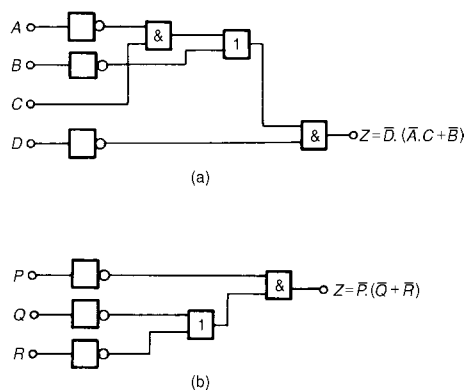 A
&
1
B
C
D
&
Z = D̅. (A̅.C + B̅)
(a)
P
&
Z = P̅.(Q̅ + R̅)
Q
1
R
(b)